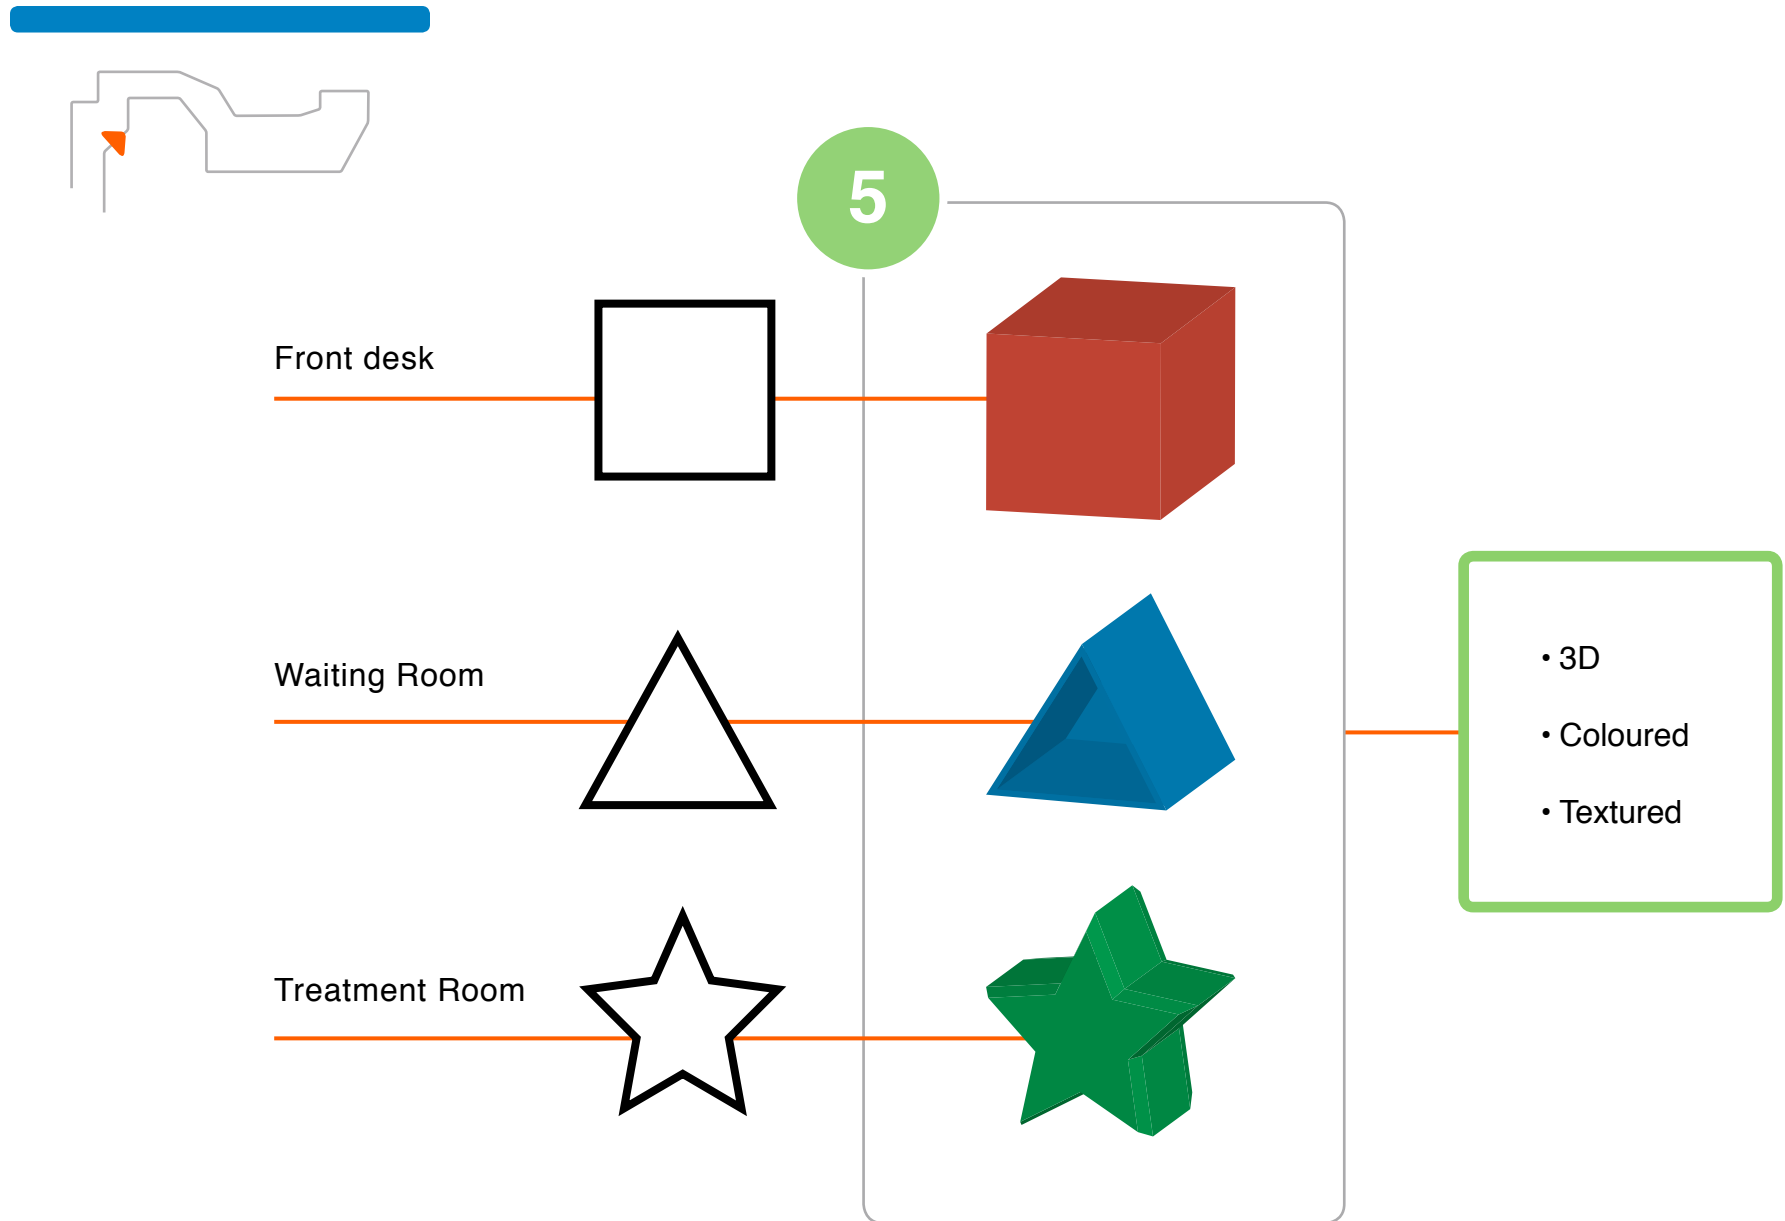 5
Front desk
Waiting Room
Treatment Room
• 3D
• Coloured
• Textured